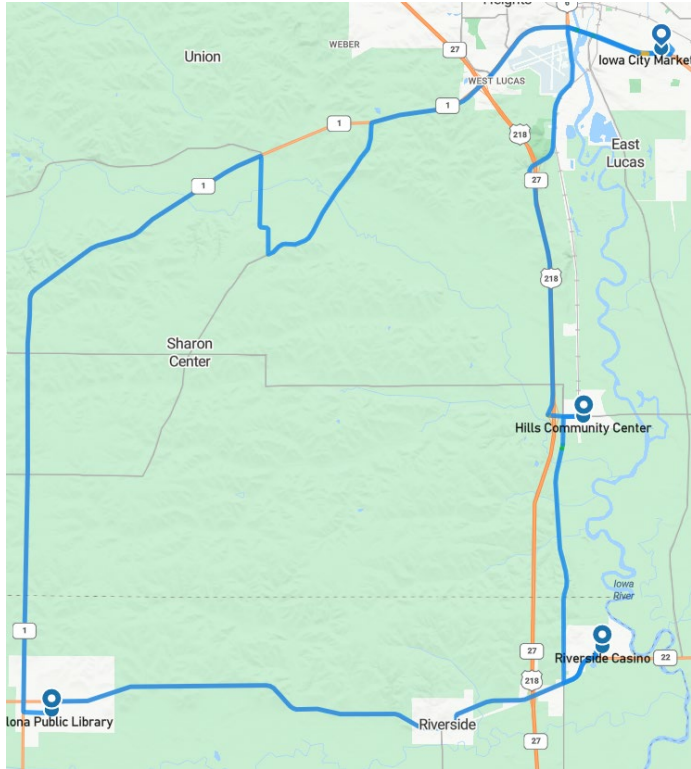 Heights
6
27
WEBER
Union
Iowa City Market
WEST LUCAS
1
1
218
East
Lucas
27
1
218
Sharon
Center
Hills Community Center
Iowa
River
1
27
Riverside Casino
22
218
lona Public Library
Riverside
27